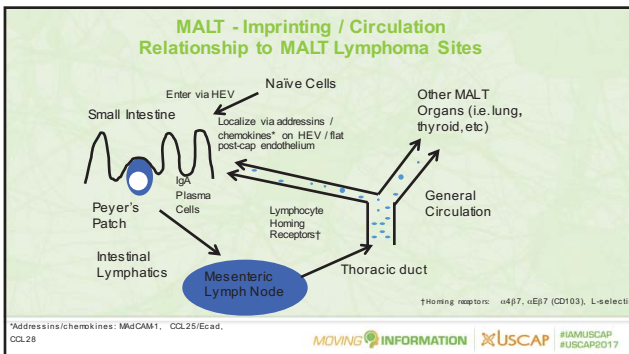 MALT - Imprinting / Circulation
Relationship to MALT Lymphoma Sites
Naïve Cells
Enter via HEV
Other MALT
Organs (i.e. lung,
thyroid, etc)
Small Intestine
Localize via addressins /
chemokines* on HEV / flat
post-cap endothelium
IgA
Plasma
Cells
Peyer's
Patch
Lymphocyte
Homing
Receptors†
General
Circulation
Intestinal
Lymphatics
Mesenteric
Lymph Node
Thoracic duct
†Homing receptors: α4β7, αEβ7 (CD103), L-selecti
*Addressins/chemokines: MAdCAM-1, CCL25/Ecad,
CCL28
MOVING INFORMATION
USCAP
#IAMUSCAP
#USCAP2017